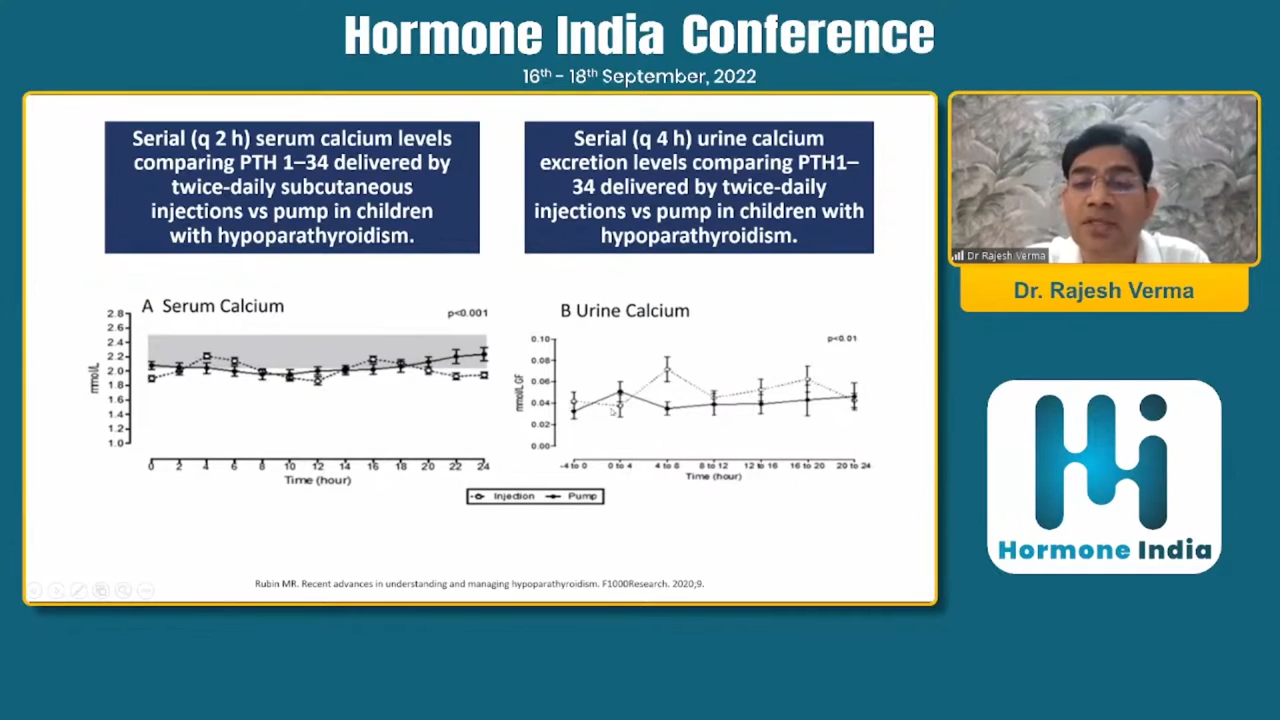 Hormone India Conference
16th - 18th September, 2022
Serial (q 2 h) serum calcium levels
comparing PTH 1–34 delivered by
twice-daily subcutaneous
injections vs pump in children
with hypoparathyroidism.
Serial (q 4 h) urine calcium
excretion levels comparing PTH1–
34 delivered by twice-daily
injections vs pump in children with
hypoparathyroidism.
A Serum Calcium
p<0.001
mmol/L
2.8
2.6
2.4
2.2
2.0
1.8
1.6
1.4
1.2
1.0
0 2 4 6 8 10 12 14 16 18 20 22 24
Time (hour)
B Urine Calcium
p<0.01
mmol/L GF
0.10
0.08
0.06
0.04
0.02
0.00
-4 to 0 0 to 4 4 to 8 8 to 12 12 to 16 16 to 20 20 to 24
Time (hour)
Injection Pump
Rubin MR. Recent advances in understanding and managing hypoparathyroidism. F1000Research. 2020;9.
Dr Rajesh Verma
Dr. Rajesh Verma
Hormone India